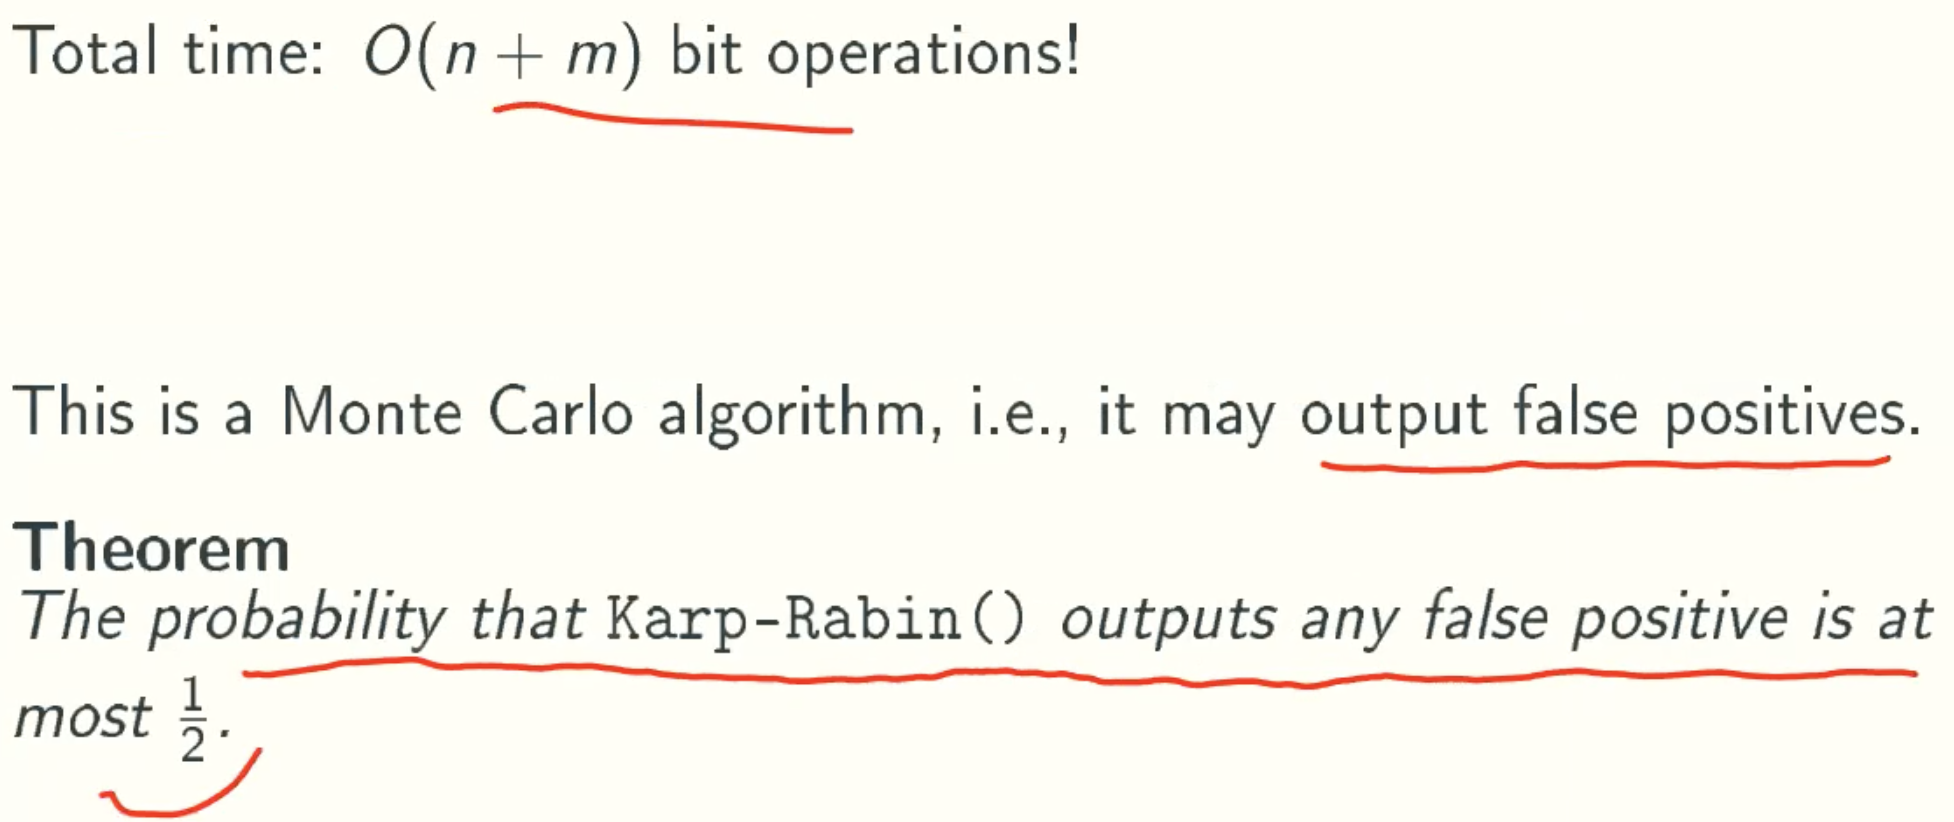 Total time: O(n + m) bit operations!
This is a Monte Carlo algorithm, i.e., it may output false positives.
Theorem
The probability that Karp-Rabin() outputs any false positive is at
most 1/2.